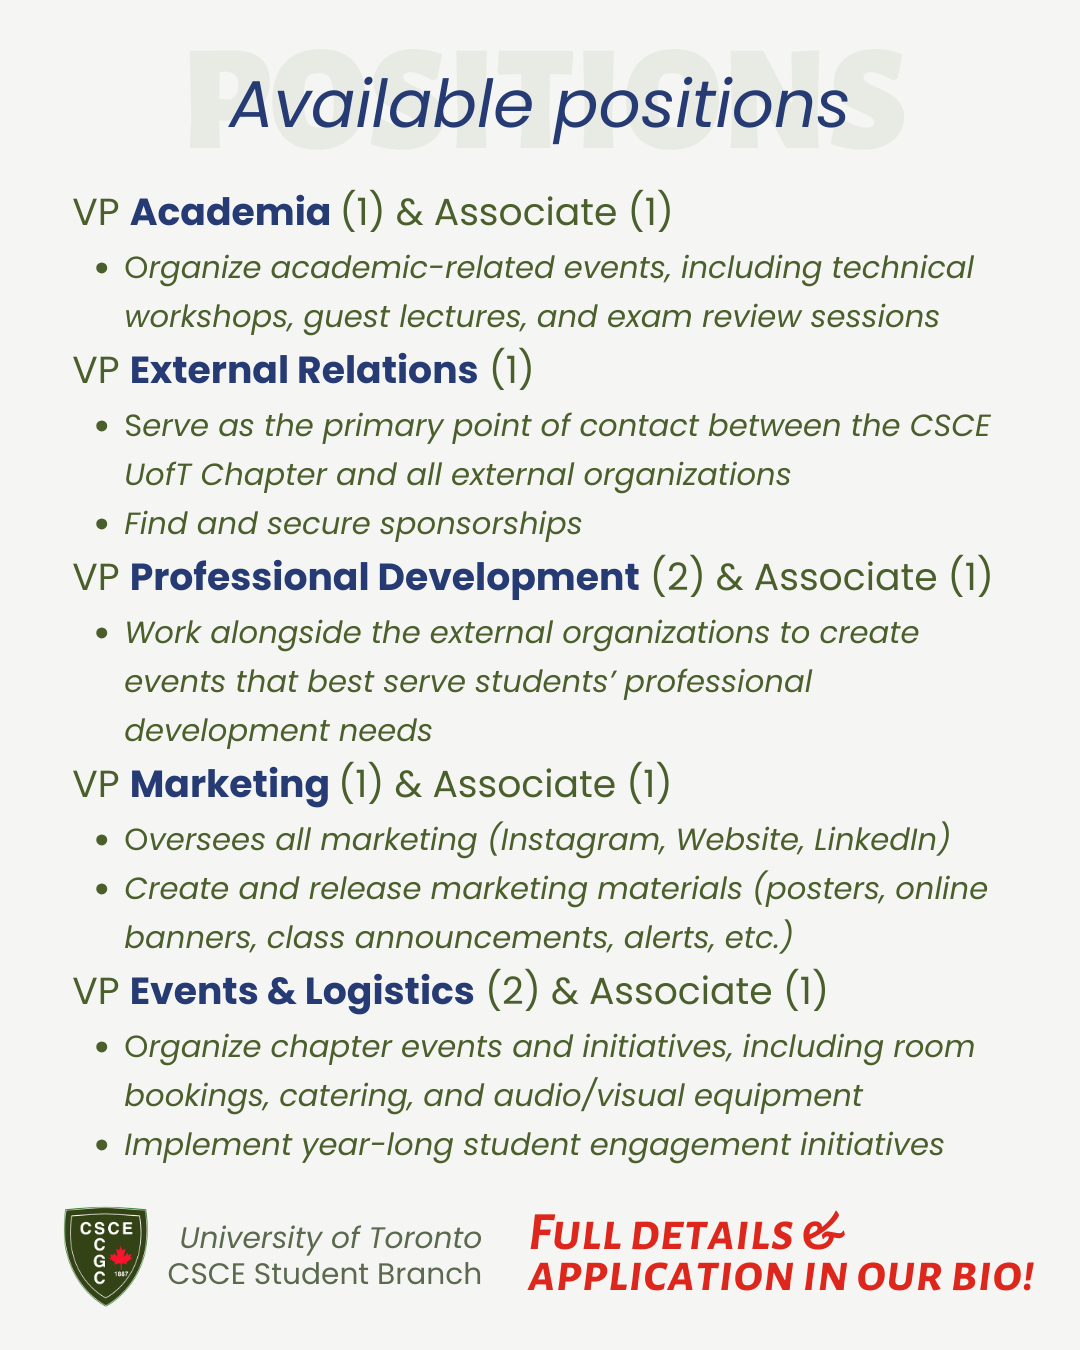 POSITIONS
Available positions
VP Academia (1) & Associate (1)
• Organize academic-related events, including technical
workshops, guest lectures, and exam review sessions
VP External Relations (1)
• Serve as the primary point of contact between the CSCE
UofT Chapter and all external organizations
• Find and secure sponsorships
VP Professional Development (2) & Associate (1)
• Work alongside the external organizations to create
events that best serve students’ professional
development needs
VP Marketing (1) & Associate (1)
• Oversees all marketing (Instagram, Website, LinkedIn)
• Create and release marketing materials (posters, online
banners, class announcements, alerts, etc.)
VP Events & Logistics (2) & Associate (1)
• Organize chapter events and initiatives, including room
bookings, catering, and audio/visual equipment
• Implement year-long student engagement initiatives
CSCE
C
G
C
1887
University of Toronto
CSCE Student Branch
FULL DETAILS &
APPLICATION IN OUR BIO!